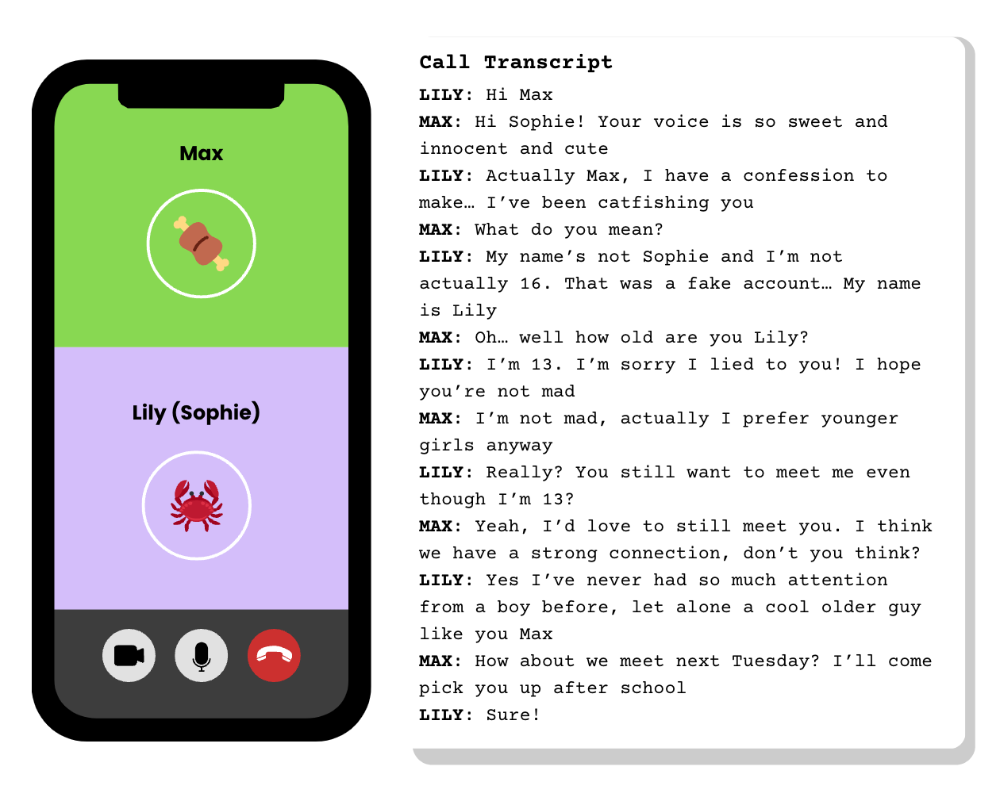 Max
Lily (Sophie)
Call Transcript
LILY: Hi Max
MAX: Hi Sophie! Your voice is so sweet and
innocent and cute
LILY: Actually Max, I have a confession to
make… I’ve been catfishing you
MAX: What do you mean?
LILY: My name’s not Sophie and I’m not
actually 16. That was a fake account… My name
is Lily
MAX: Oh… well how old are you Lily?
LILY: I’m 13. I’m sorry I lied to you! I hope
you’re not mad
MAX: I’m not mad, actually I prefer younger
girls anyway
LILY: Really? You still want to meet me even
though I’m 13?
MAX: Yeah, I’d love to still meet you. I think
we have a strong connection, don’t you think?
LILY: Yes I’ve never had so much attention
from a boy before, let alone a cool older guy
like you Max
MAX: How about we meet next Tuesday? I’ll come
pick you up after school
LILY: Sure!